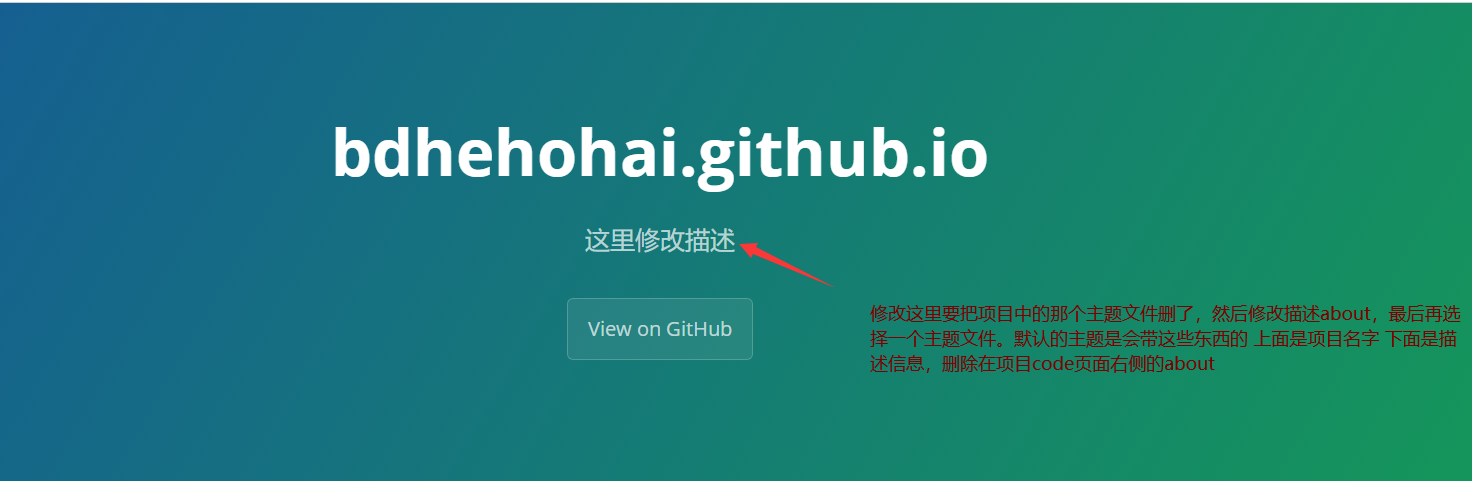 bdhehohai.github.io
这里修改描述
View on GitHub
修改这里要把项目中的那个主题文件删了，然后修改描述about，最后再选
择一个主题文件。默认的主题是会带这些东西的 上面是项目名字 下面是描
述信息，删除在项目code页面右侧的about